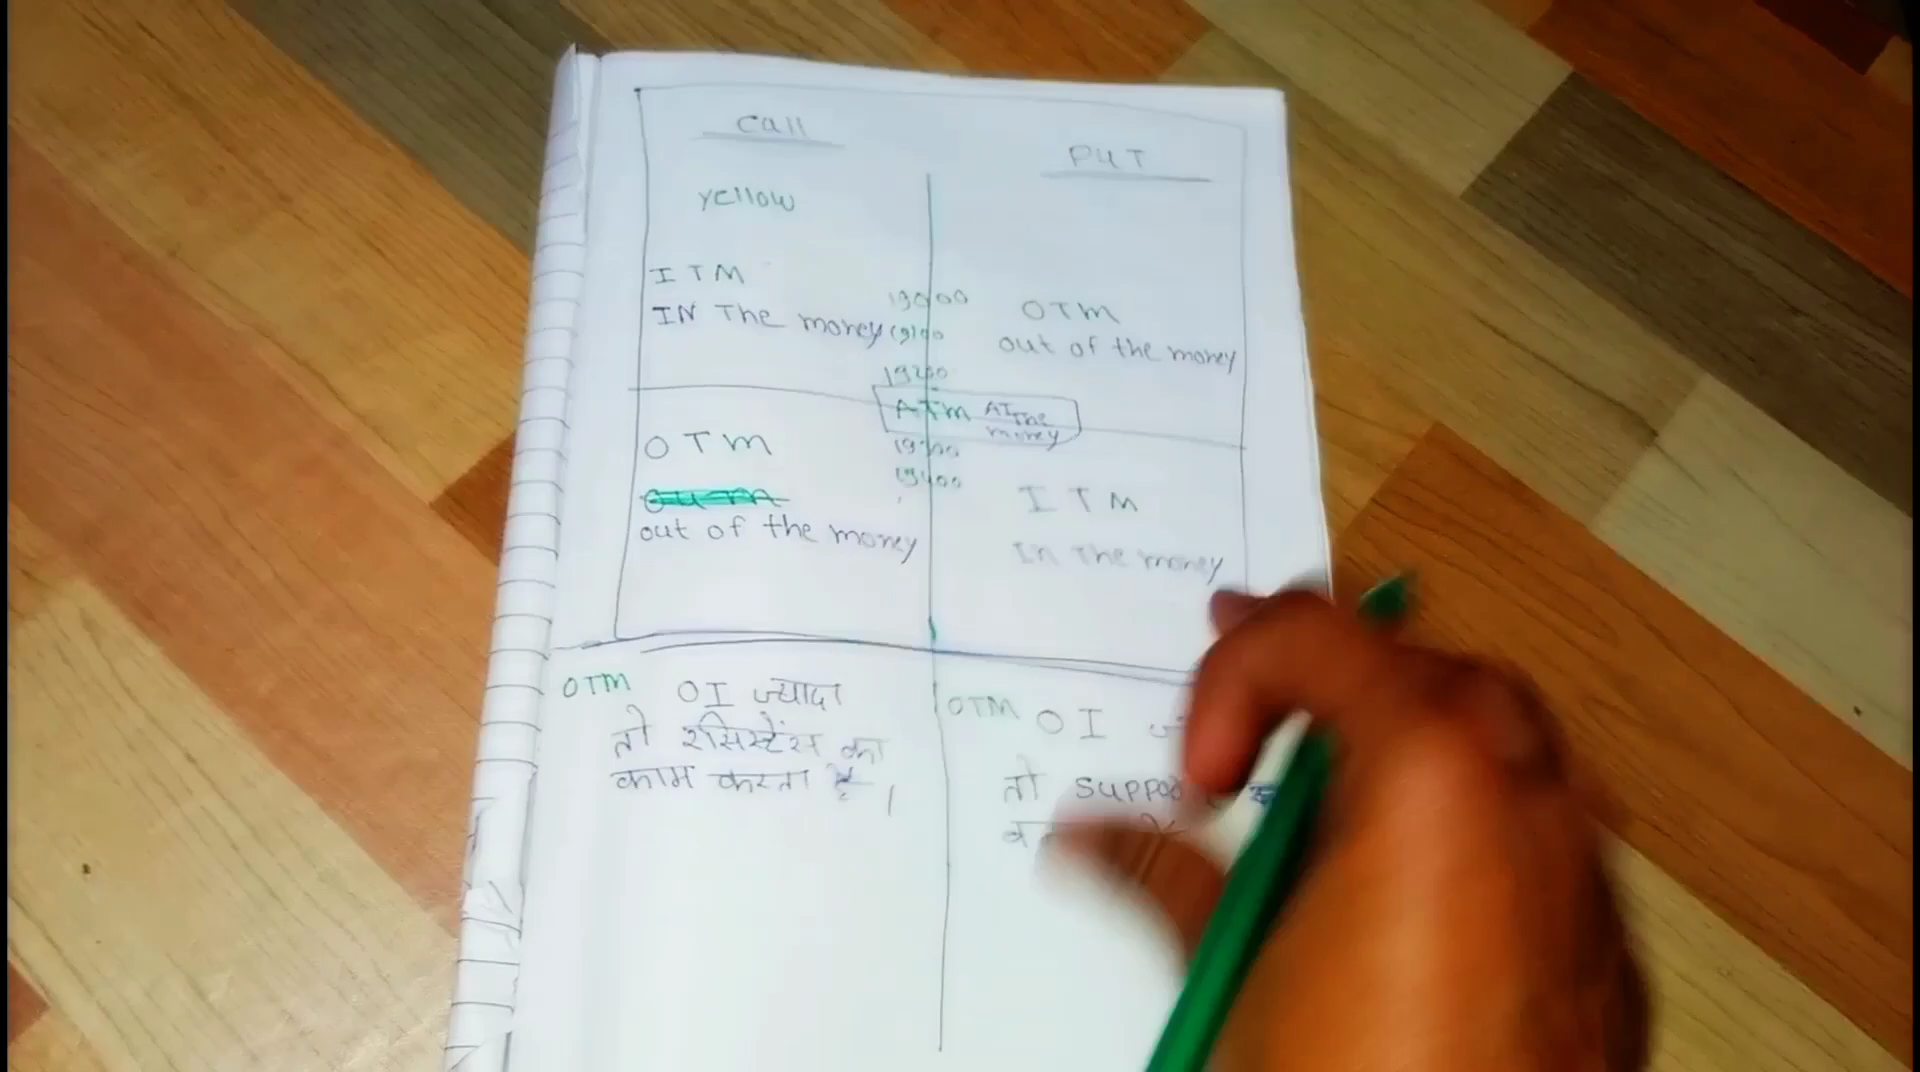 call
PUT
yellow
ITM
IN The money
19000
19100
19200
OTM
out of the money
ATM AT The money
19300
19400
OTM
out of the money
ITM
In The money
OTM OI ज्यादा
तो रसिस्टेंस का
काम करता है।
OTM OI
तो